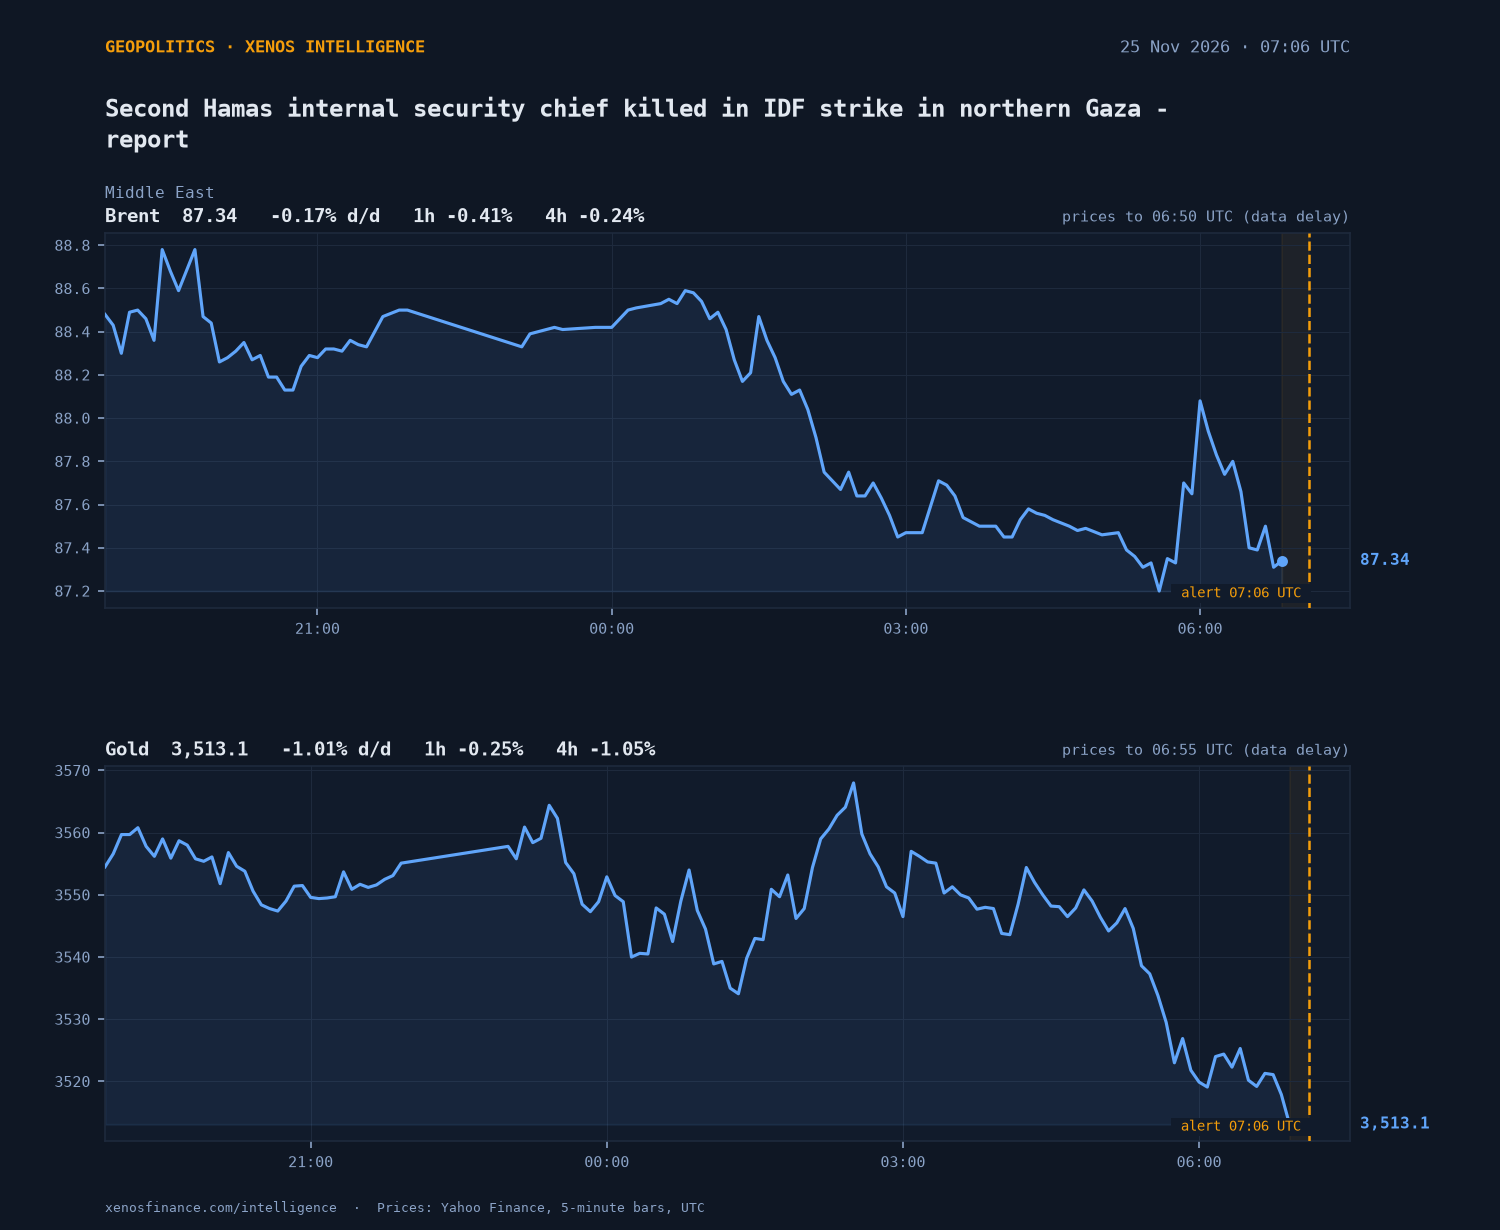 GEOPOLITICS · XENOS INTELLIGENCE
25 Nov 2026 · 07:06 UTC
Second Hamas internal security chief killed in IDF strike in northern Gaza -
report
Middle East
Brent 87.34 -0.17% d/d 1h -0.41% 4h -0.24%
prices to 06:50 UTC (data delay)
88.8
88.6
88.4
88.2
88.0
87.8
87.6
87.4
87.2
87.34
alert 07:06 UTC
21:00 00:00 03:00 06:00
Gold 3,513.1 -1.01% d/d 1h -0.25% 4h -1.05%
prices to 06:55 UTC (data delay)
3570
3560
3550
3540
3530
3520
3,513.1
alert 07:06 UTC
21:00 00:00 03:00 06:00
xenosfinance.com/intelligence · Prices: Yahoo Finance, 5-minute bars, UTC